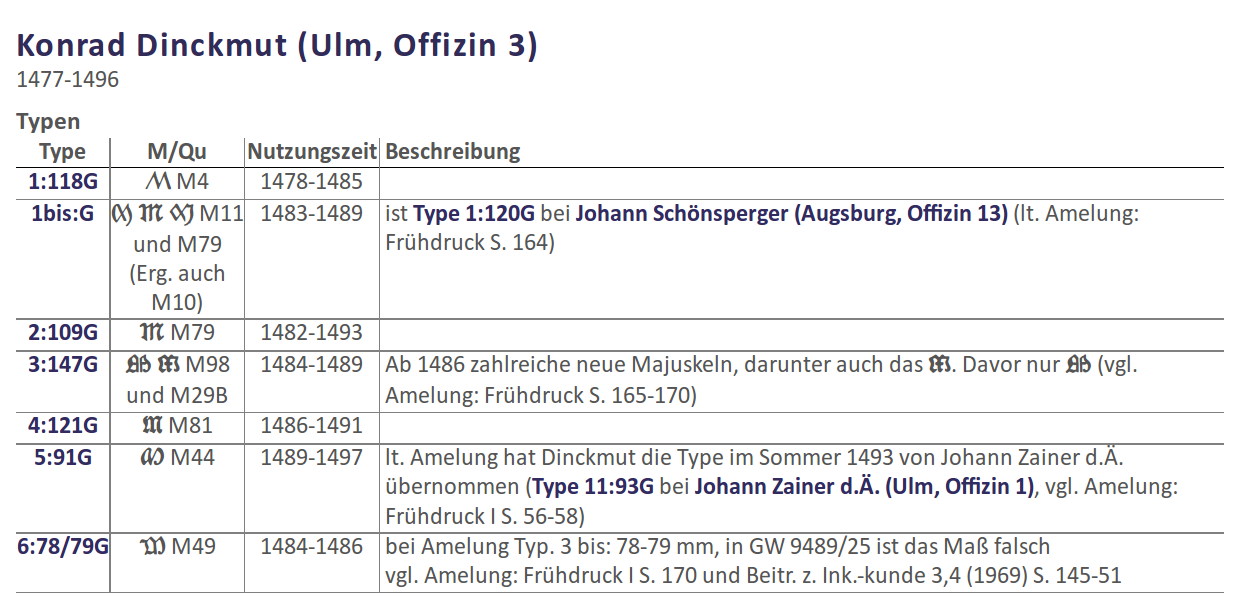 Konrad Dinckmut (Ulm, Offizin 3)
1477-1496
Typen
Type M/Qu Nutzungszeit Beschreibung
1:118G M M4 1478-1485
1bis:G M11 1483-1489 ist Type 1:120G bei Johann Schönsperger (Augsburg, Offizin 13) (lt. Amelung:
und M79 Frühdruck S. 164)
(Erg. auch
M10)
2:109G M M79 1482-1493
3:147G M98 1484-1489 Ab 1486 zahlreiche neue Majuskeln, darunter auch das . Davor nur (vgl.
und M29B Amelung: Frühdruck S. 165-170)
4:121G M M81 1486-1491
5:91G M44 1489-1497 lt. Amelung hat Dinckmut die Type im Sommer 1493 von Johann Zainer d.Ä.
übernommen (Type 11:93G bei Johann Zainer d.Ä. (Ulm, Offizin 1), vgl. Amelung:
Frühdruck I S. 56-58)
6:78/79G M49 1484-1486 bei Amelung Typ. 3 bis: 78-79 mm, in GW 9489/25 ist das Maß falsch
vgl. Amelung: Frühdruck I S. 170 und Beitr. z. Ink.-kunde 3,4 (1969) S. 145-51